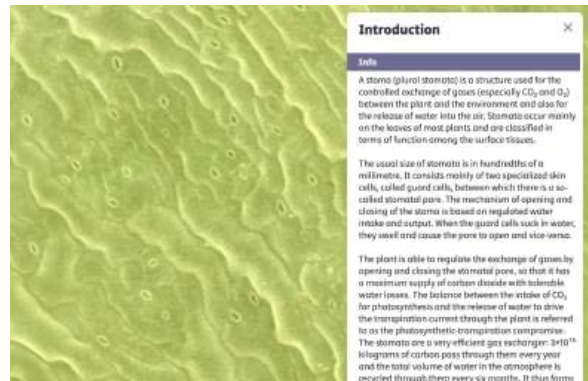 Introduction
Info
A stoma (plural stomata) is a structure used for the
controlled exchange of gases (especially CO₂ and O₂)
between the plant and the environment and also for
the release of water into the air. Stomata occur mainly
on the leaves of most plants and are classified in
terms of function among the surface tissues.
The usual size of stomata is in hundredths of a
millimetre. It consists mainly of two specialized skin
cells, called guard cells, between which there is a so-
called stomatal pore. The mechanism of opening and
closing of the stoma is based on regulated water
intake and output. When the guard cells suck in water,
they swell and cause the pore to open and vice-versa.
The plant is able to regulate the exchange of gases by
opening and closing the stomatal pore, so that it has
a maximum supply of carbon dioxide with tolerable
water losses. The balance between the intake of CO₂
for photosynthesis and the release of water to drive
the transpiration current through the plant is referred
to as the photosynthetic-transpiration compromise.
The stomata are a very efficient gas exchanger: 3×10¹⁴
kilograms of carbon pass through them every year
and the total volume of water in the atmosphere is
recycled through them every six months. It thus forms